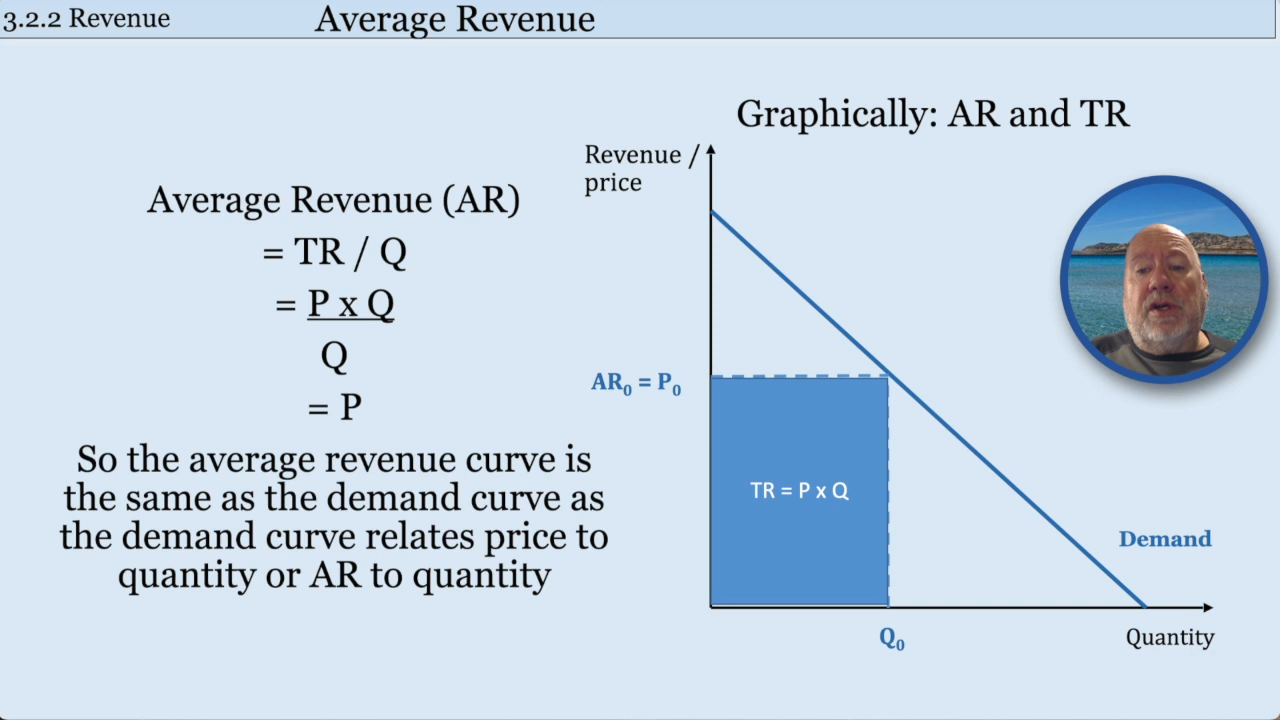 3.2.2 Revenue
Average Revenue
Graphically: AR and TR
Revenue /
price
Average Revenue (AR)
= TR / Q
= P x Q
Q
= P
So the average revenue curve is
the same as the demand curve as
the demand curve relates price to
quantity or AR to quantity
AR₀ = P₀
TR = P x Q
Demand
Q₀
Quantity